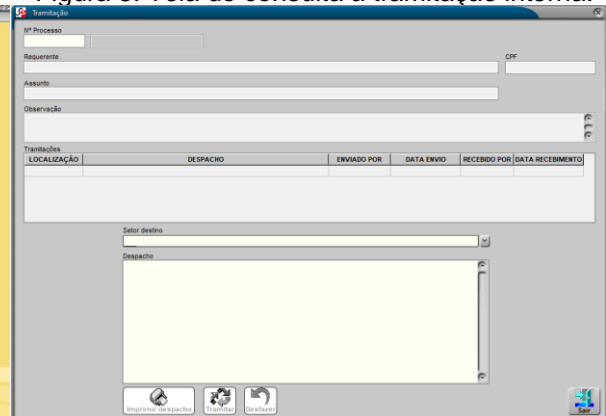 Figura 3: Tela de consulta à tramitação interna.
Tramitação
Nº Processo
Requerente CPF
Assunto
Observação
Tramitações
LOCALIZAÇÃO DESPACHO ENVIADO POR DATA ENVIO RECEBIDO POR DATA RECEBIMENTO
Setor destino
Despacho
Imprimir despacho Tramitar Desfazer
Sair